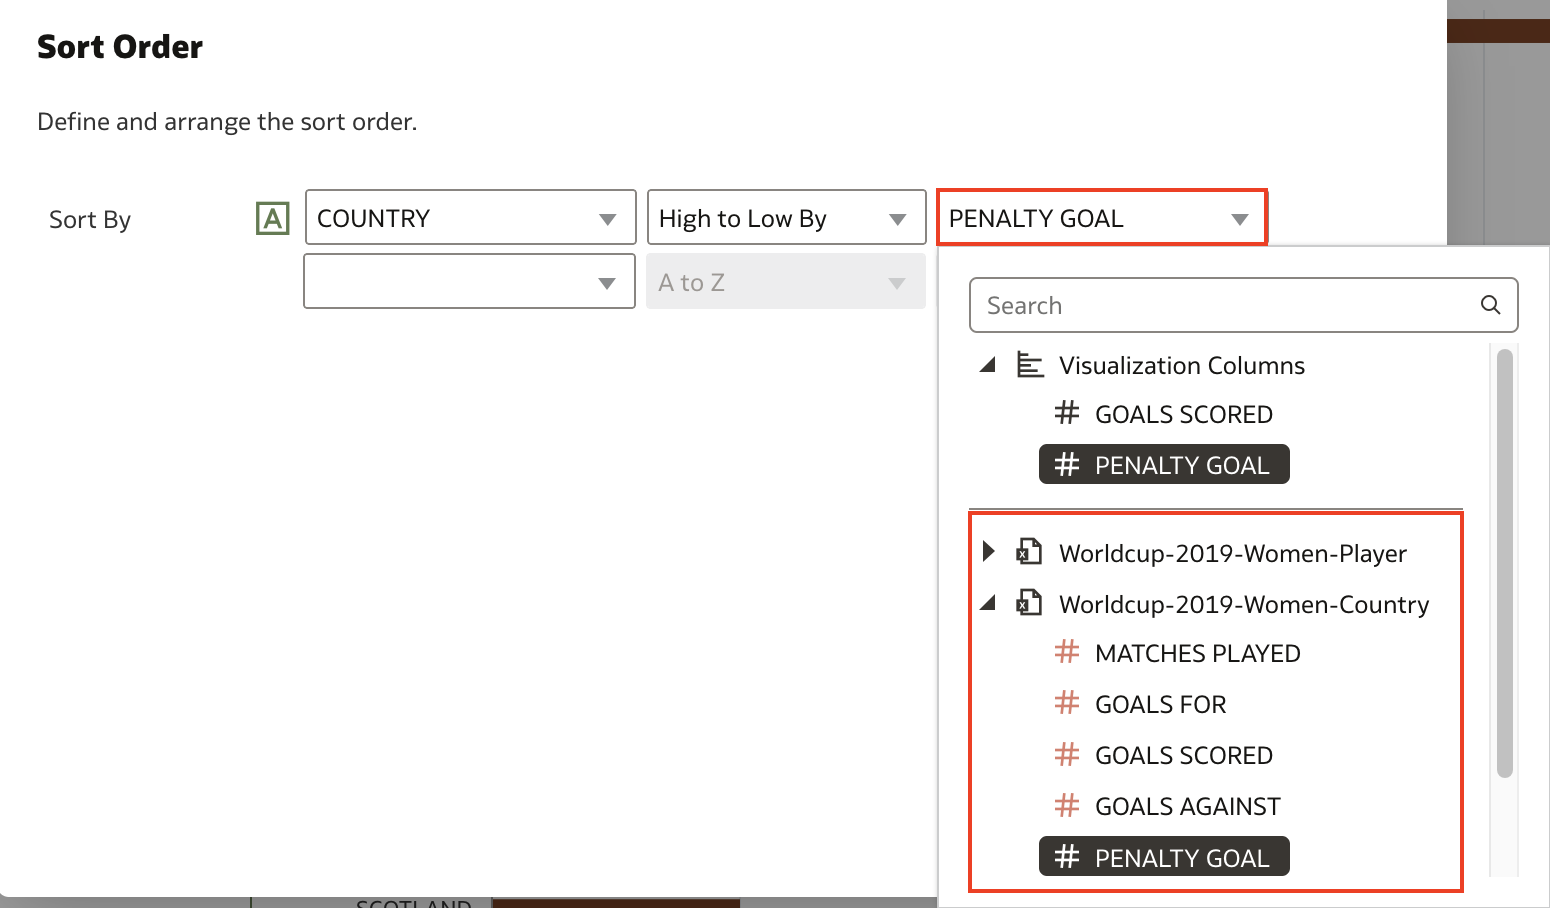 Sort Order
Define and arrange the sort order.
Sort By A COUNTRY High to Low By PENALTY GOAL
A to Z
Search
Visualization Columns
# GOALS SCORED
# PENALTY GOAL
Worldcup-2019-Women-Player
Worldcup-2019-Women-Country
# MATCHES PLAYED
# GOALS FOR
# GOALS SCORED
# GOALS AGAINST
# PENALTY GOAL
SCOTLAND